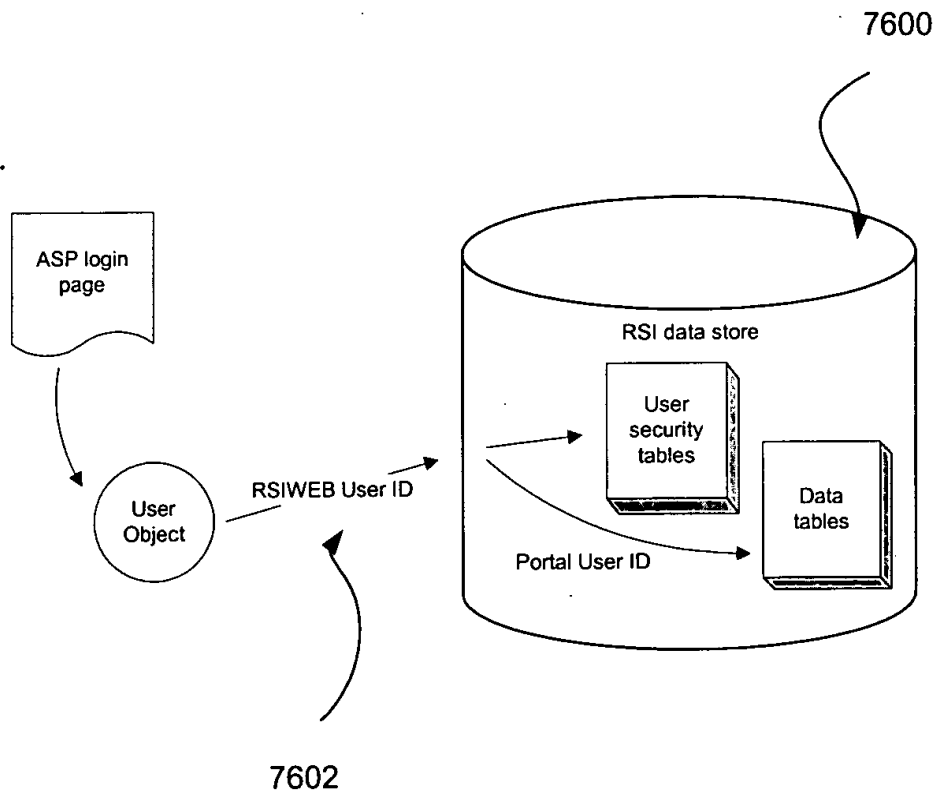 7600
ASP login
page
RSI data store
User
security
tables
RSIWEB User ID
User
Object
Data
tables
Portal User ID
7602